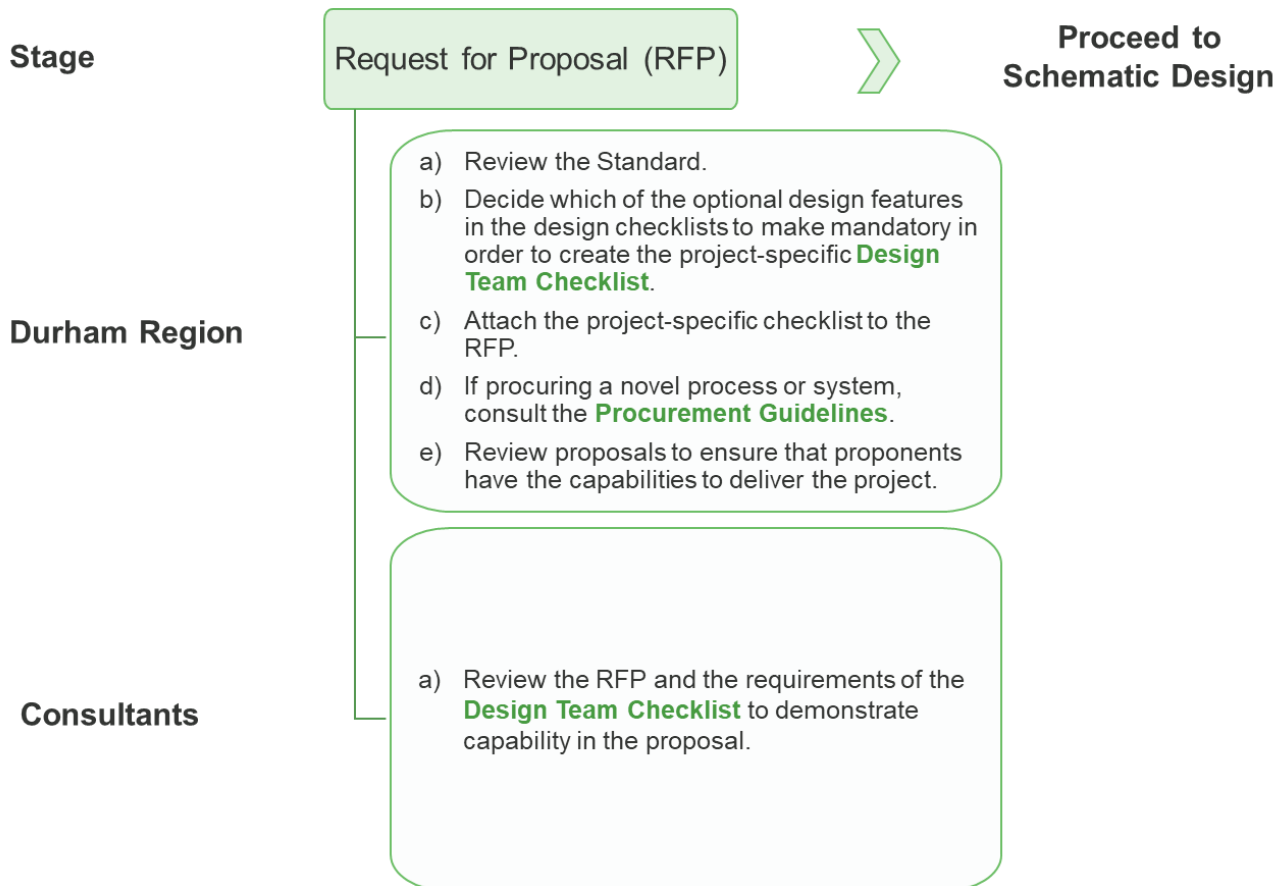 Stage
Request for Proposal (RFP)
Proceed to
Schematic Design
Durham Region
a) Review the Standard.
b) Decide which of the optional design features
in the design checklists to make mandatory in
order to create the project-specific Design
Team Checklist.
c) Attach the project-specific checklist to the
RFP.
d) If procuring a novel process or system,
consult the Procurement Guidelines.
e) Review proposals to ensure that proponents
have the capabilities to deliver the project.
Consultants
a) Review the RFP and the requirements of the
Design Team Checklist to demonstrate
capability in the proposal.